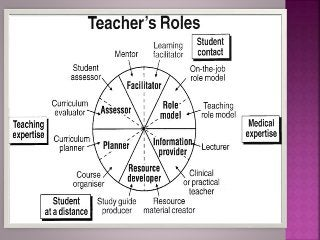 Teacher's Roles
Student
contact
Learning
facilitator
Mentor
On-the-job
role model
Student
assessor
Facilitator
Curriculum
evaluator
Assessor
Role
model
Teaching
role model
Teaching
expertise
Medical
expertise
Curriculum
planner
Planner
Information
provider
Lecturer
Resource
developer
Course
organiser
Clinical
or practical
teacher
Student
at a distance
Study guide
producer
Resource
material creator